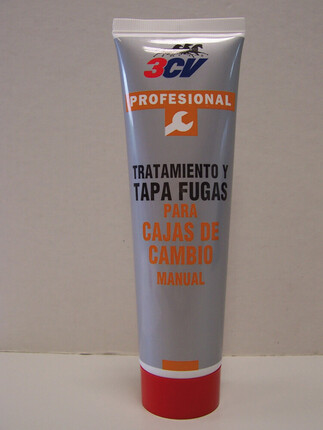 3CV
PROFESIONAL
TRATAMIENTO Y
TAPA FUGAS
PARA
CAJAS DE
CAMBIO
MANUAL